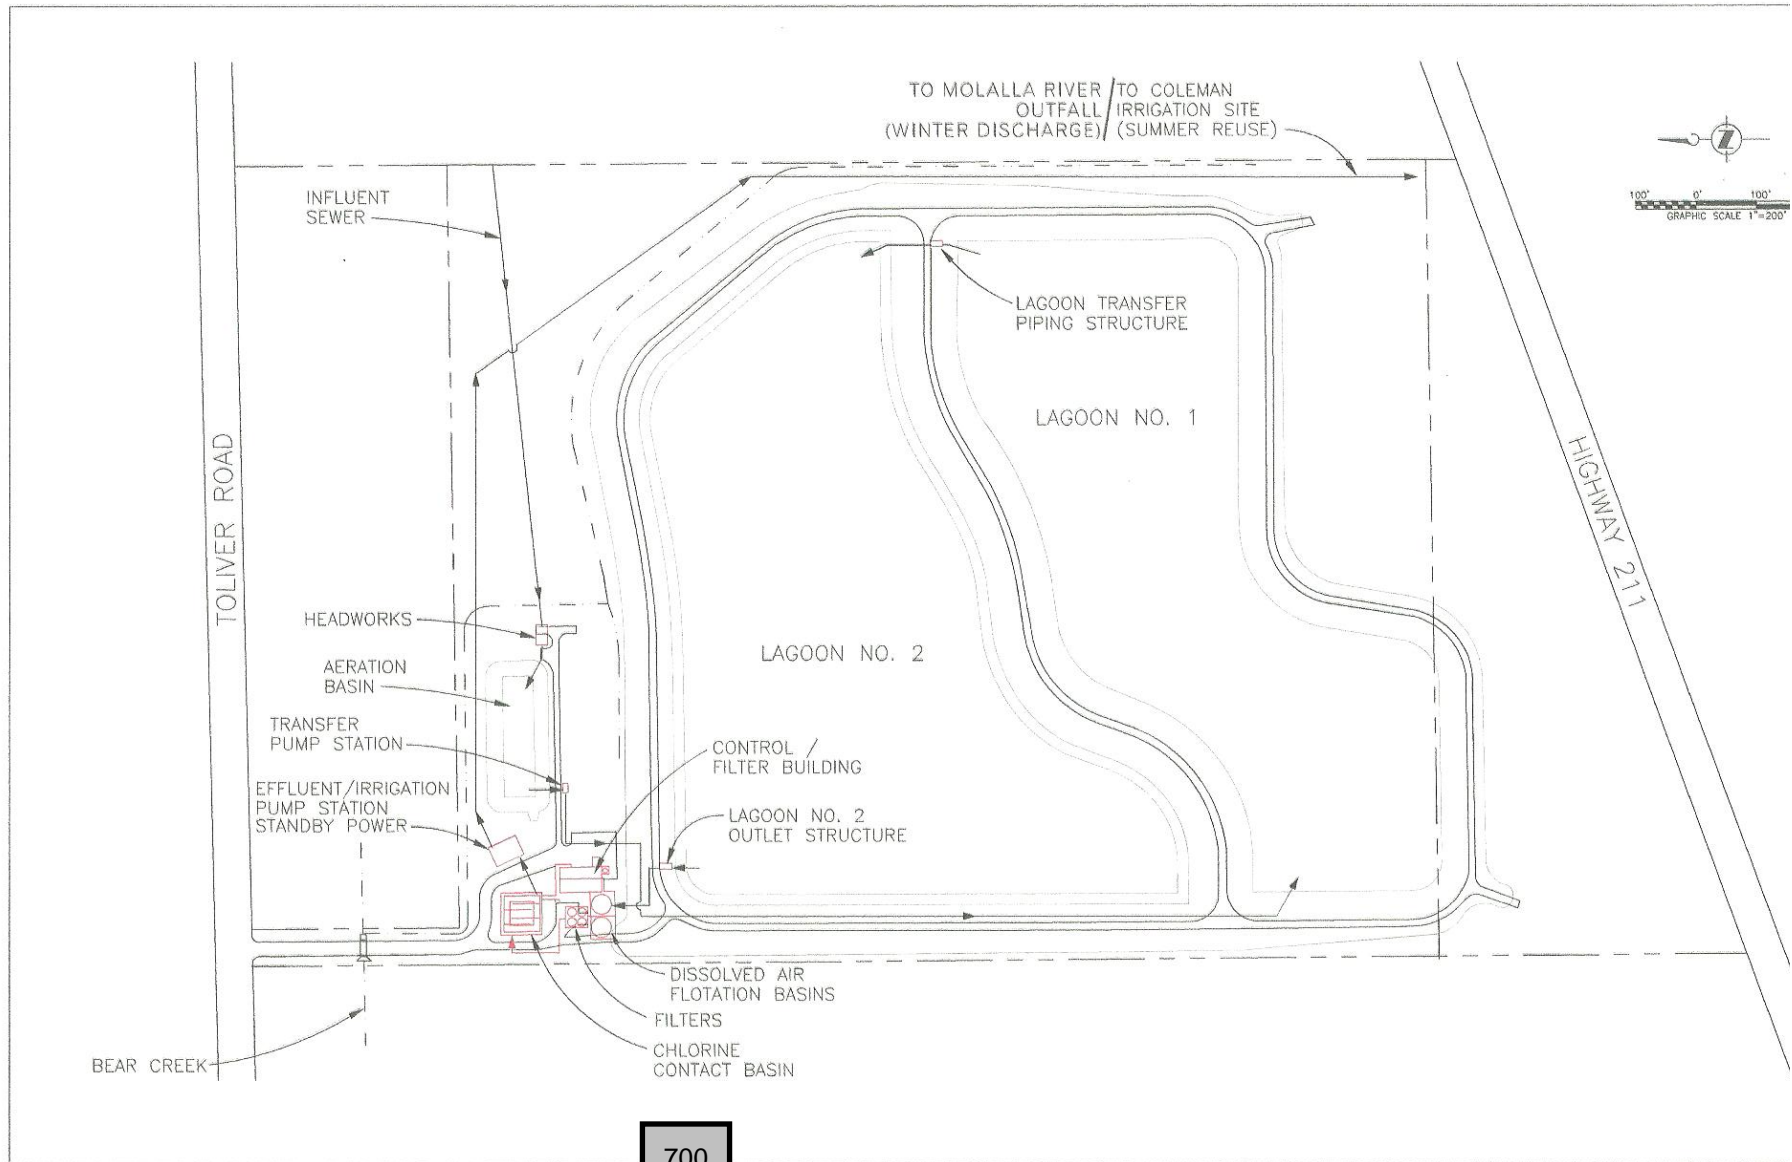 TO MOLALLA RIVER / TO COLEMAN
OUTFALL / IRRIGATION SITE
(WINTER DISCHARGE) / (SUMMER REUSE)
Z
100' 0' 100'
GRAPHIC SCALE 1"=200'
INFLUENT
SEWER
LAGOON TRANSFER
PIPING STRUCTURE
LAGOON NO. 1
TOLIVER ROAD
HIGHWAY 211
HEADWORKS
LAGOON NO. 2
AERATION
BASIN
TRANSFER
PUMP STATION
CONTROL /
FILTER BUILDING
EFFLUENT/IRRIGATION
PUMP STATION
STANDBY POWER
LAGOON NO. 2
OUTLET STRUCTURE
DISSOLVED AIR
FLOTATION BASINS
FILTERS
CHLORINE
CONTACT BASIN
BEAR CREEK
700